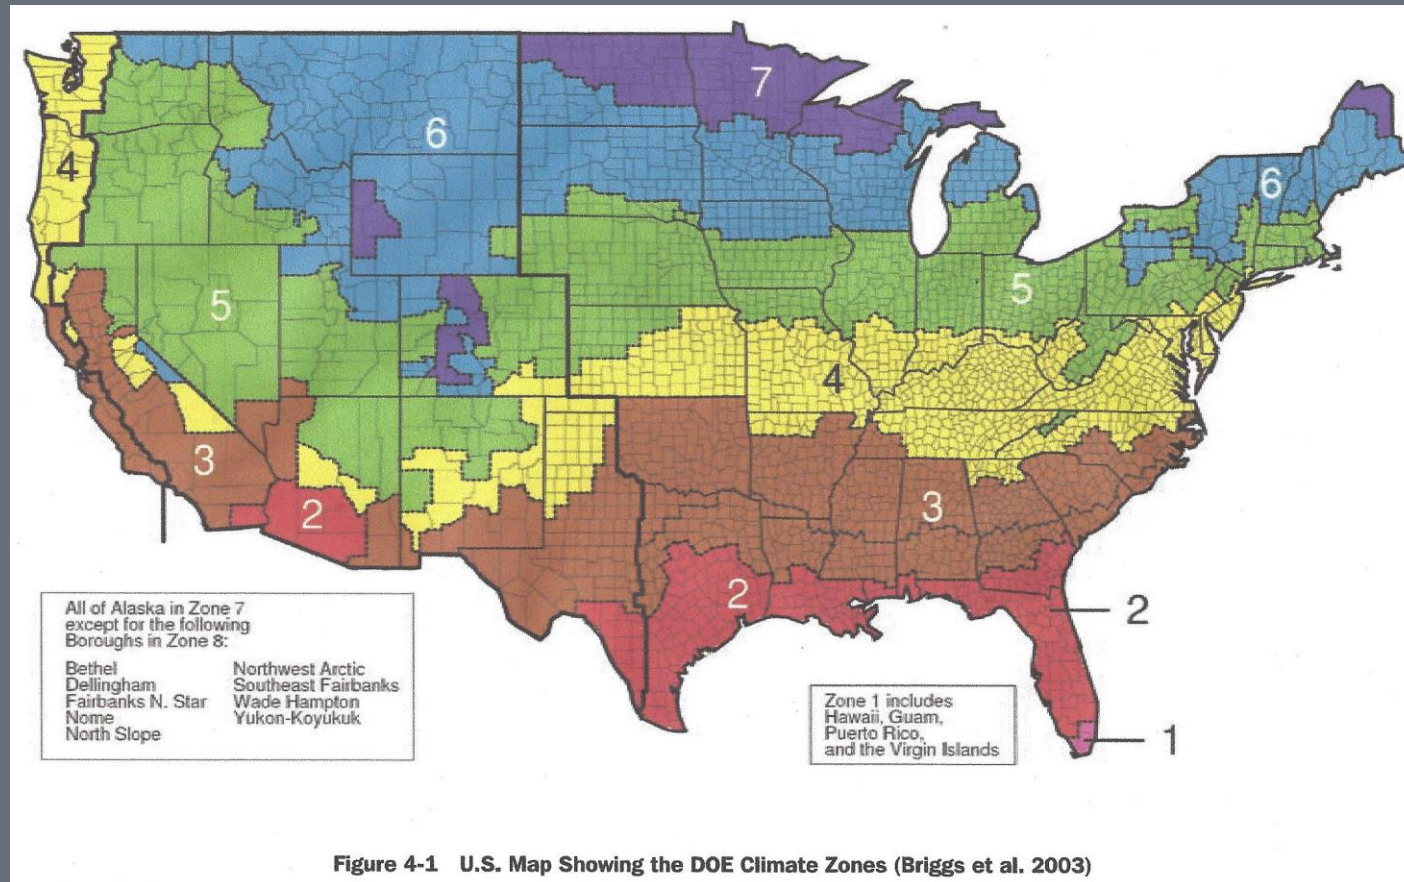 7
6
4
6
5
5
4
3
3
2
2
2
1
All of Alaska in Zone 7
except for the following
Boroughs in Zone 8:
Bethel
Dellingham
Fairbanks N. Star
Nome
North Slope
Northwest Arctic
Southeast Fairbanks
Wade Hampton
Yukon-Koyukuk
Zone 1 includes
Hawaii, Guam,
Puerto Rico,
and the Virgin Islands
Figure 4-1 U.S. Map Showing the DOE Climate Zones (Briggs et al. 2003)